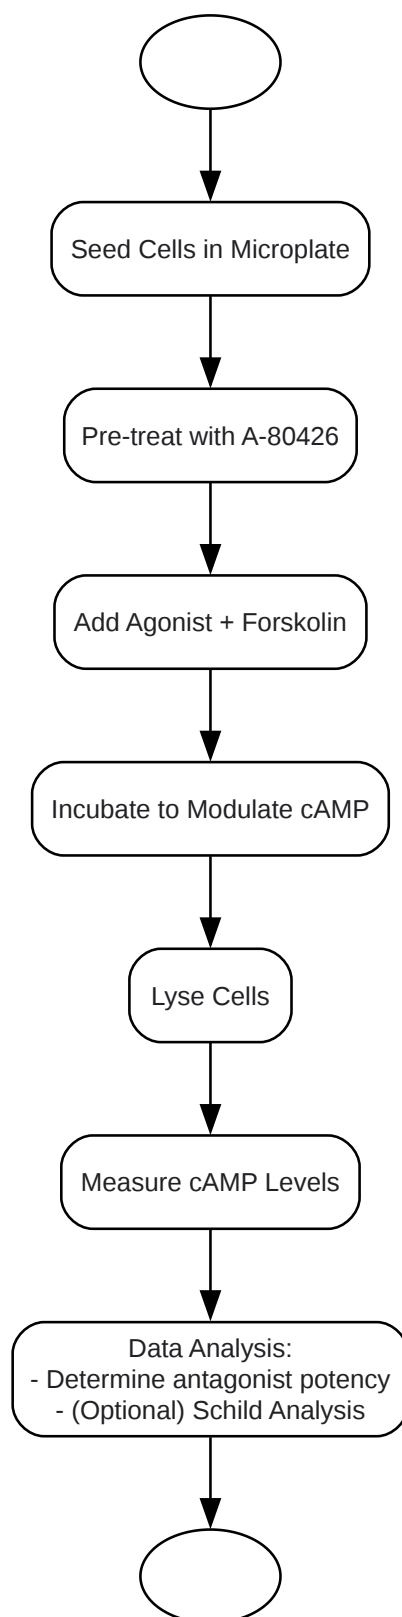 Seed Cells in Microplate
Pre-treat with A-80426
Add Agonist + Forskolin
Incubate to Modulate cAMP
Lyse Cells
Measure cAMP Levels
Data Analysis:
- Determine antagonist potency
- (Optional) Schild Analysis